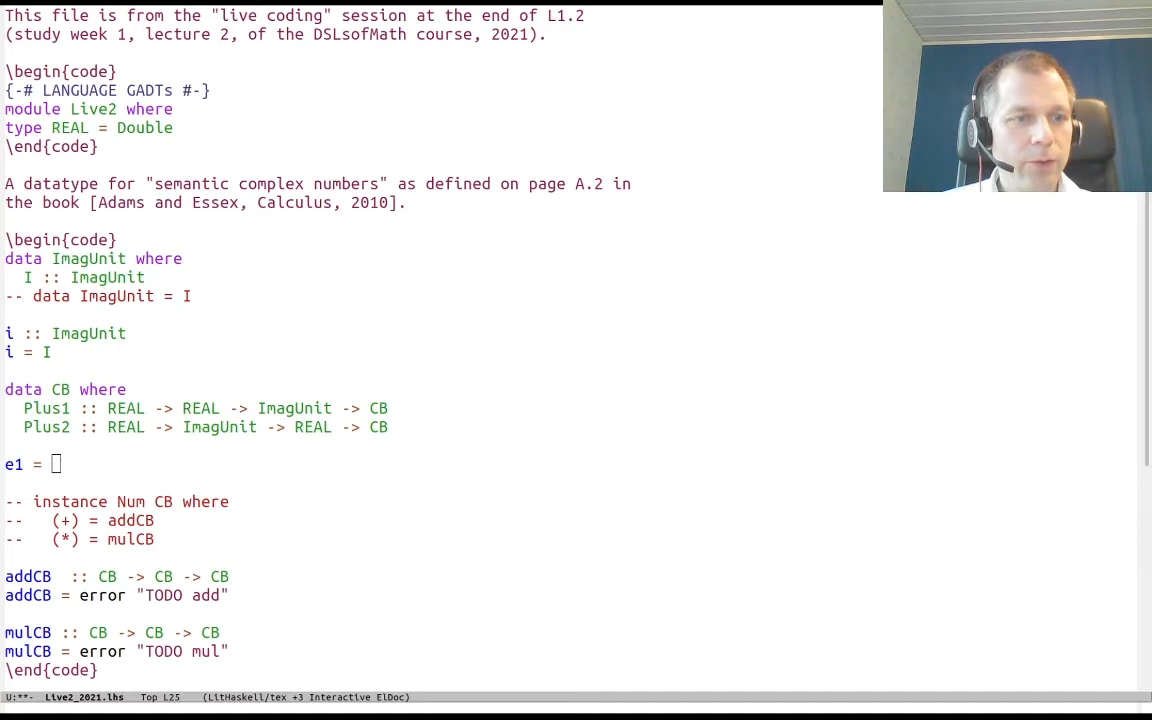 This file is from the "live coding" session at the end of L1.2
(study week 1, lecture 2, of the DSLsofMath course, 2021).
\begin{code}
{-# LANGUAGE GADTs #-}
module Live2 where
type REAL = Double
\end{code}
A datatype for "semantic complex numbers" as defined on page A.2 in
the book [Adams and Essex, Calculus, 2010].
\begin{code}
data ImagUnit where
  I :: ImagUnit
-- data ImagUnit = I
i :: ImagUnit
i = I
data CB where
  Plus1 :: REAL -> REAL -> ImagUnit -> CB
  Plus2 :: REAL -> ImagUnit -> REAL -> CB
e1 =
-- instance Num CB where
--   (+) = addCB
--   (*) = mulCB
addCB  :: CB -> CB -> CB
addCB = error "TODO add"
mulCB :: CB -> CB -> CB
mulCB = error "TODO mul"
\end{code}
U:**-  Live2_2021.lhs   Top L25   (LitHaskell/tex +3 Interactive ElDoc)